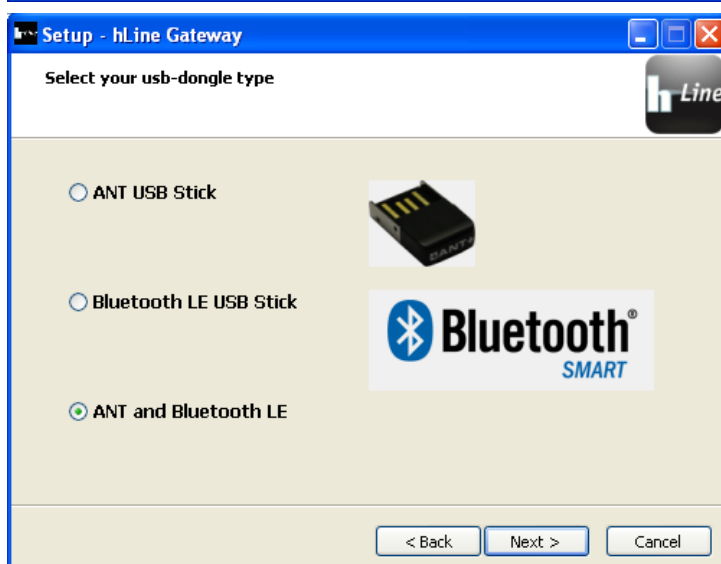 Setup - hLine Gateway
Select your usb-dongle type
h Line
ANT USB Stick
ANT+
Bluetooth LE USB Stick
Bluetooth®
SMART
ANT and Bluetooth LE
< Back
Next >
Cancel